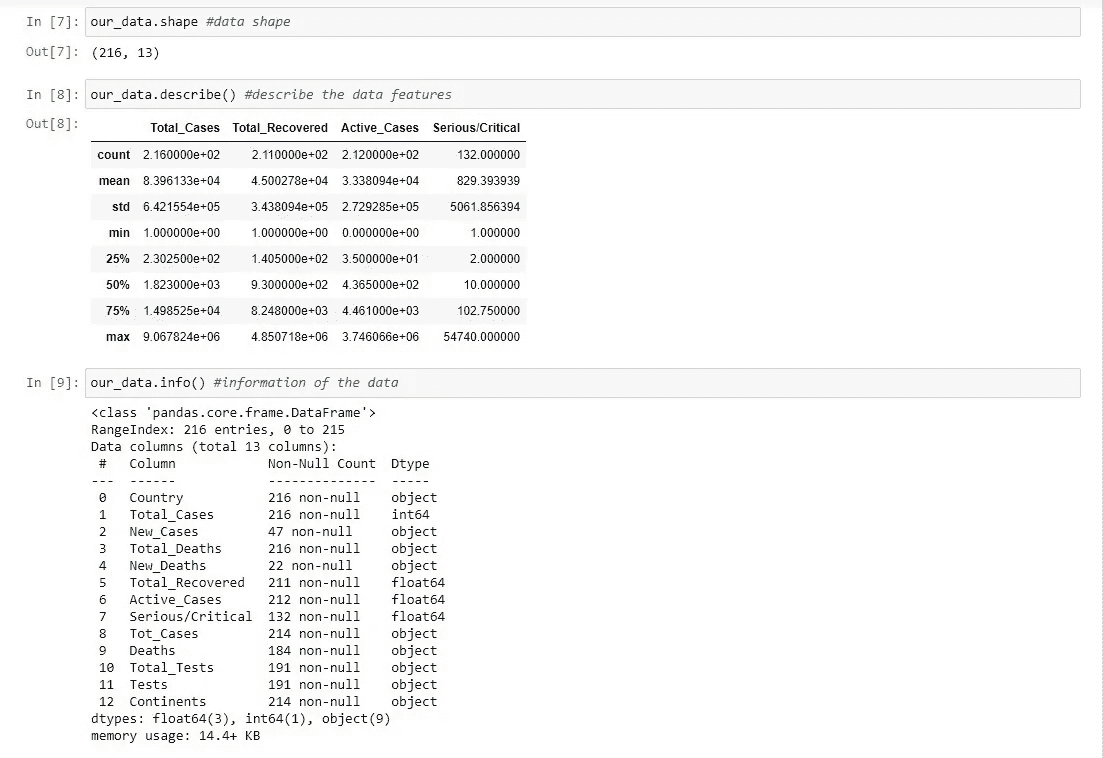 In [7]: our_data.shape #data shape
Out[7]: (216, 13)
In [8]: our_data.describe() #describe the data features
Out[8]:
Total_Cases Total_Recovered Active_Cases Serious/Critical
count 2.160000e+02 2.110000e+02 2.120000e+02 132.000000
mean 8.396133e+04 4.500278e+04 3.338094e+04 829.393939
std 6.421554e+05 3.438094e+05 2.729285e+05 5061.856394
min 1.000000e+00 1.000000e+00 0.000000e+00 1.000000
25% 2.302500e+02 1.405000e+02 3.500000e+01 2.000000
50% 1.823000e+03 9.300000e+02 4.365000e+02 10.000000
75% 1.498525e+04 8.248000e+03 4.461000e+03 102.750000
max 9.067824e+06 4.850718e+06 3.746066e+06 54740.000000
In [9]: our_data.info() #information of the data
<class 'pandas.core.frame.DataFrame'>
RangeIndex: 216 entries, 0 to 215
Data columns (total 13 columns):
# Column Non-Null Count Dtype
--- ------ -------------- -----
0 Country 216 non-null object
1 Total_Cases 216 non-null int64
2 New_Cases 47 non-null object
3 Total_Deaths 216 non-null object
4 New_Deaths 22 non-null object
5 Total_Recovered 211 non-null float64
6 Active_Cases 212 non-null float64
7 Serious/Critical 132 non-null float64
8 Tot_Cases 214 non-null object
9 Deaths 184 non-null object
10 Total_Tests 191 non-null object
11 Tests 191 non-null object
12 Continents 214 non-null object
dtypes: float64(3), int64(1), object(9)
memory usage: 14.4+ KB